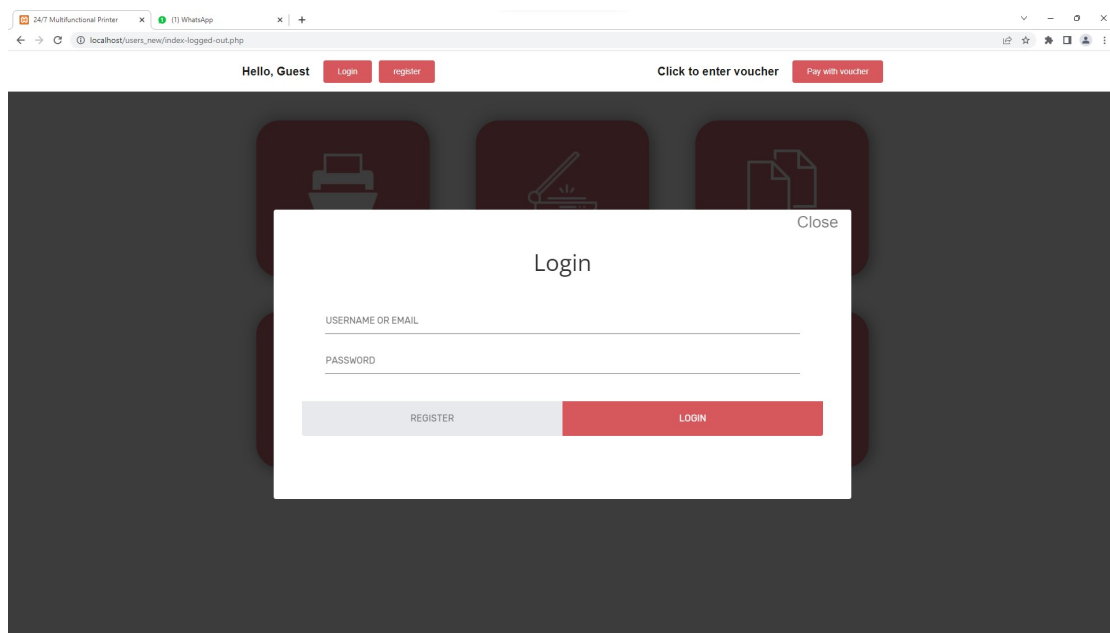 24/7 Multifunctional Printer
(1) WhatsApp
localhost/users_new/index-logged-out.php
Hello, Guest
Login
register
Click to enter voucher
Pay with voucher
Close
Login
USERNAME OR EMAIL
PASSWORD
REGISTER
LOGIN